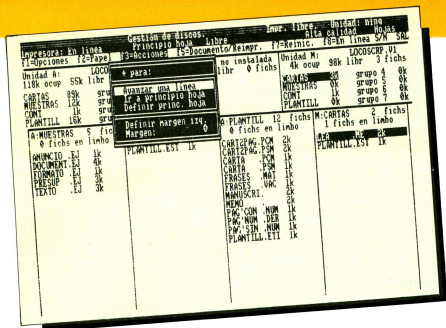 Gestión de discos. Impr. libre. Unidad: ning
Impresora: En línea Principio hoja Libre Alta calidad Hojas
f1=Opciones f2=Pape f3=Acciones f5=Documento/Reimpr. f7=Reinic. f8=En línea S/N SAL
Unidad A: LOCO no instalada Unidad M: LOCOSCRP.01
118k ocup 55k libr libr 0 fichs 4k ocup 98k libr 3 fichs
CARTAS 85k gru CARTAS grupo 4 0k
MUESTRAS 12k gru MUESTRAS 0k grupo 5 0k
CONT 1k gru CONT 1k grupo 6 0k
PLANTILL 16k gru PLANTILL 0k grupo 7 0k
+ para:
Avanzar una línea
Ir a principio hoja
Definir princ. hoja
Definir margen izq.
Margen: 0
A:MUESTRAS 5 fic
0 fichs en limbo
ANUNCIO .EJ 1k
DOCUMENT.EJ 4k
FORMATO .EJ 1k
PRESUP .EJ 3k
TEXTO .EJ 3k
PLANTILL.EST 1k
A:PLANTILL 12 fichs
0 fichs en limbo
CART2PAG.PCM 2k
CART2PAG.PSM 2k
CARTA .PCM 1k
CARTA .PSM 1k
FRASES .MAT 1k
FRASES .VAC 1k
MANUSCRI. 2k
MEMO . 2k
PAG'CON .NUM 1k
PAG'NUM .DER 1k
PAG'SIN .NUM 1k
PLANTILL.ETI 1k
M:CARTAS 2 fichs
1 fichs en limbo
2k
PLANTILL.EST 1k